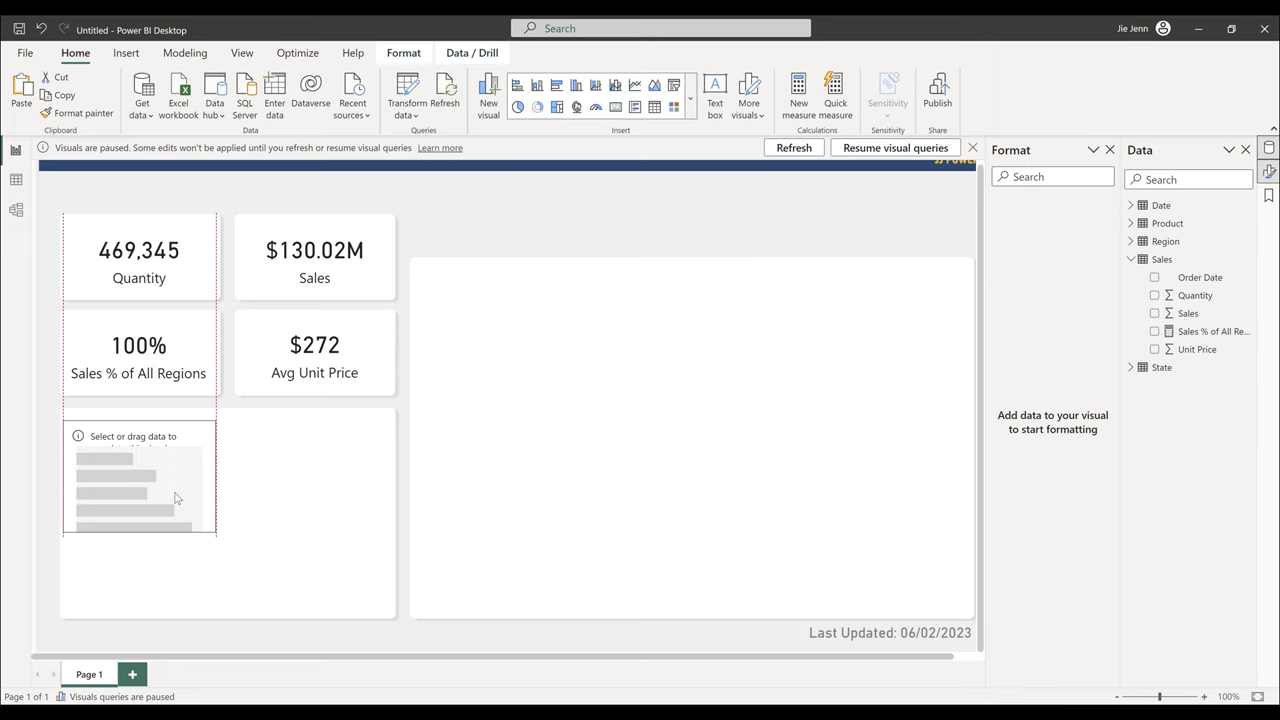 Untitled - Power BI Desktop
Search
Jie Jenn
File Home Insert Modeling View Optimize Help Format Data / Drill
Paste
Cut
Copy
Format painter
Clipboard
Get data
Excel workbook
Data hub
SQL Server
Enter data
Dataverse
Recent sources
Data
Transform data
Refresh
Queries
New visual
Text box
More visuals
Insert
New measure
Quick measure
Calculations
Sensitivity
Sensitivity
Publish
Share
Visuals are paused. Some edits won't be applied until you refresh or resume visual queries Learn more
Refresh
Resume visual queries
469,345
Quantity
$130.02M
Sales
100%
Sales % of All Regions
$272
Avg Unit Price
Select or drag data to
Last Updated: 06/02/2023
Format
Search
Add data to your visual
to start formatting
Data
Search
Date
Product
Region
Sales
Order Date
Quantity
Sales
Sales % of All Re...
Unit Price
State
Page 1
Page 1 of 1
Visuals queries are paused
100%